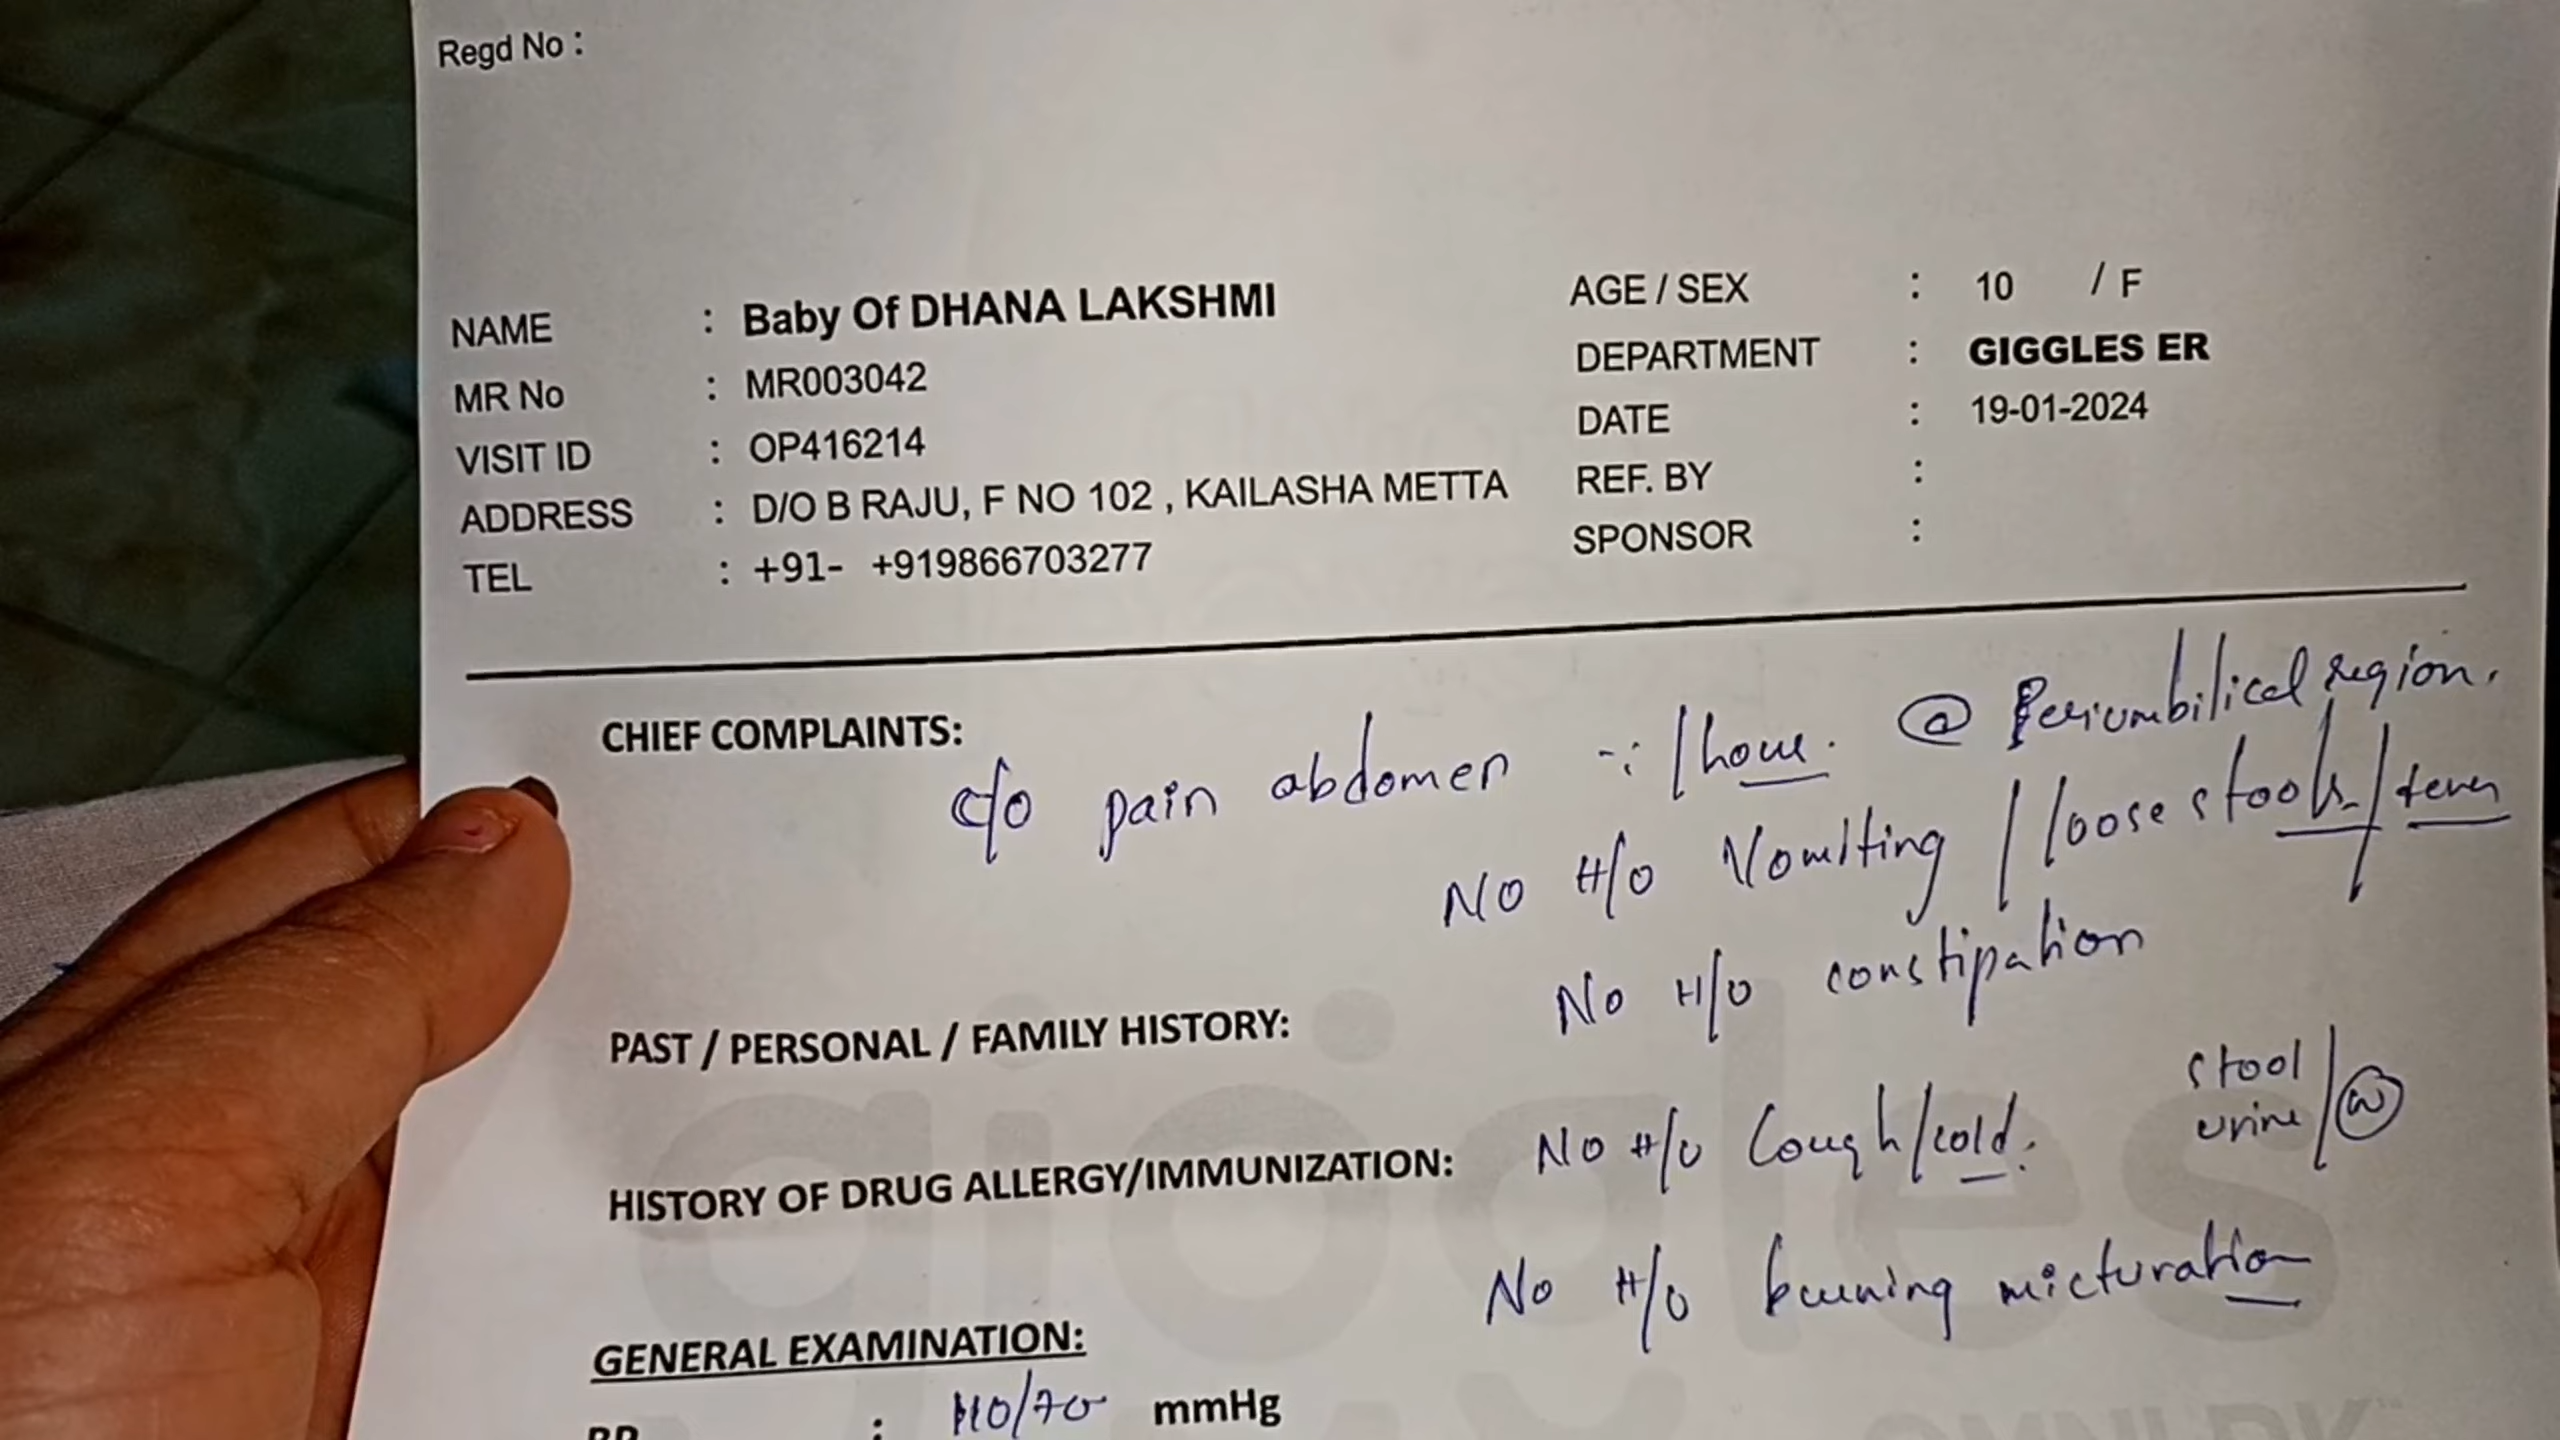 Regd No :
NAME : Baby Of DHANA LAKSHMI
MR No : MR003042
VISIT ID : OP416214
ADDRESS : D/O B RAJU, F NO 102 , KAILASHA METTA
TEL : +91- +919866703277
AGE / SEX : 10 / F
DEPARTMENT : GIGGLES ER
DATE : 19-01-2024
REF. BY :
SPONSOR :
CHIEF COMPLAINTS:
c/o pain abdomen ∵ 1hour. @ Periumbilical region.
No H/o Vomiting / loose stools / fever
No H/o constipation
PAST / PERSONAL / FAMILY HISTORY:
stool
urine / N
No H/o Cough/cold.
HISTORY OF DRUG ALLERGY/IMMUNIZATION:
No H/o burning micturation
GENERAL EXAMINATION:
BP : 110/70 mmHg
giggles